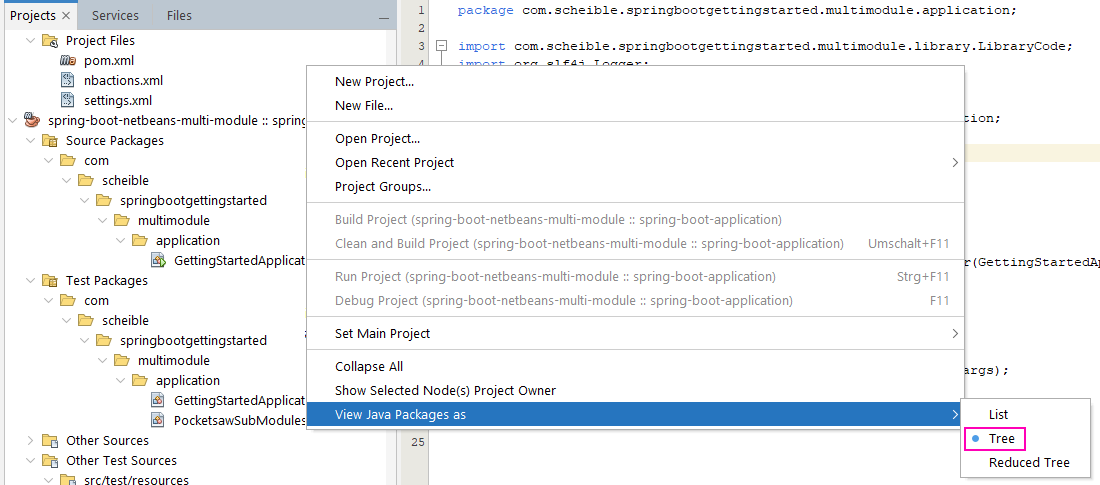 Projects
Services
Files
Project Files
pom.xml
nbactions.xml
settings.xml
spring-boot-netbeans-multi-module :: spring
Source Packages
com
scheible
springbootgettingstarted
multimodule
application
GettingStartedApplicat
Test Packages
com
scheible
springbootgettingstarted
multimodule
application
GettingStartedApplicat
PocketsawSubModules
Other Sources
Other Test Sources
src/test/resources
1 package com.scheible.springbootgettingstarted.multimodule.application;
2
3 import com.scheible.springbootgettingstarted.multimodule.library.LibraryCode;
4 import org.slf4j.Logger;
tion;
r(GettingStartedAp
args);
25
New Project...
New File...
Open Project...
Open Recent Project
Project Groups...
Build Project (spring-boot-netbeans-multi-module :: spring-boot-application)
Clean and Build Project (spring-boot-netbeans-multi-module :: spring-boot-application) Umschalt+F11
Run Project (spring-boot-netbeans-multi-module :: spring-boot-application) Strg+F11
Debug Project (spring-boot-netbeans-multi-module :: spring-boot-application) F11
Set Main Project
Collapse All
Show Selected Node(s) Project Owner
View Java Packages as
List
Tree
Reduced Tree